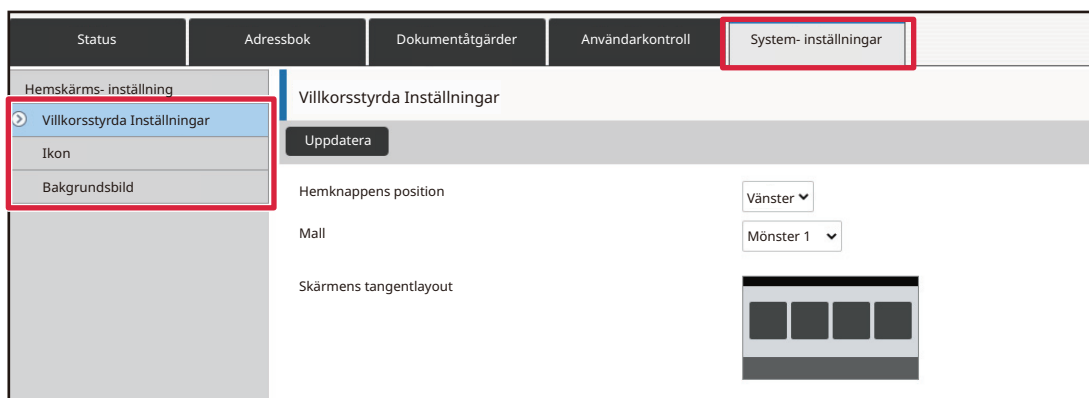 Status
Adressbok
Dokumentåtgärder
Användarkontroll
System- inställningar
Hemskärms- inställning
Villkorsstyrda Inställningar
Ikon
Bakgrundsbild
Villkorsstyrda Inställningar
Uppdatera
Hemknappens position
Vänster
Mall
Mönster 1
Skärmens tangentlayout